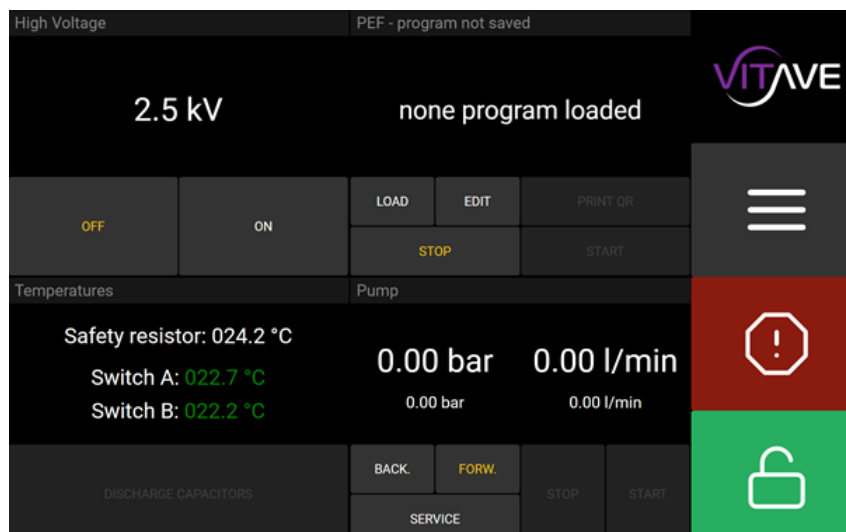 High Voltage
2.5 kV
OFF
ON
PEF - program not saved
none program loaded
LOAD
EDIT
PRINT QR
STOP
START
Temperatures
Safety resistor: 024.2 °C
Switch A: 022.7 °C
Switch B: 022.2 °C
DISCHARGE CAPACITORS
Pump
0.00 bar
0.00 l/min
0.00 bar
0.00 l/min
BACK.
FORW.
SERVICE
STOP
START
VITAVE